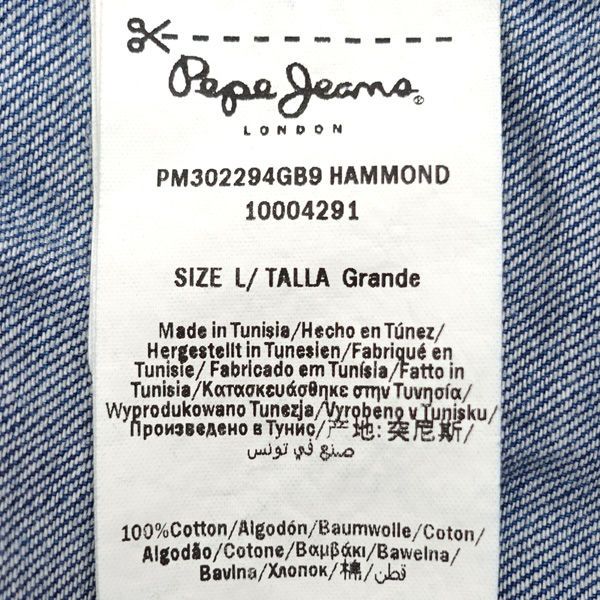 Pepe Jeans®
LONDON
PM302294GB9 HAMMOND
10004291
SIZE L/ TALLA Grande
Made in Tunisia/Hecho en Túnez/
Hergestellt in Tunesien/Fabriqué en
Tunisie/ Fabricado em Tunísia/Fatto in
Tunisia/Κατασκευάσθηκε στην Τυνησία/
Wyprodukowano Tunezja/Vyrobeno v Tunisku/
Произведено в Тунис/产地: 突尼斯/
صنع في تونس
100%Cotton/Algodón/Baumwolle/Coton/
Algodão/Cotone/Βαμβάκι/Bawełna/
Bavlna/Хлопок/棉/قطن/